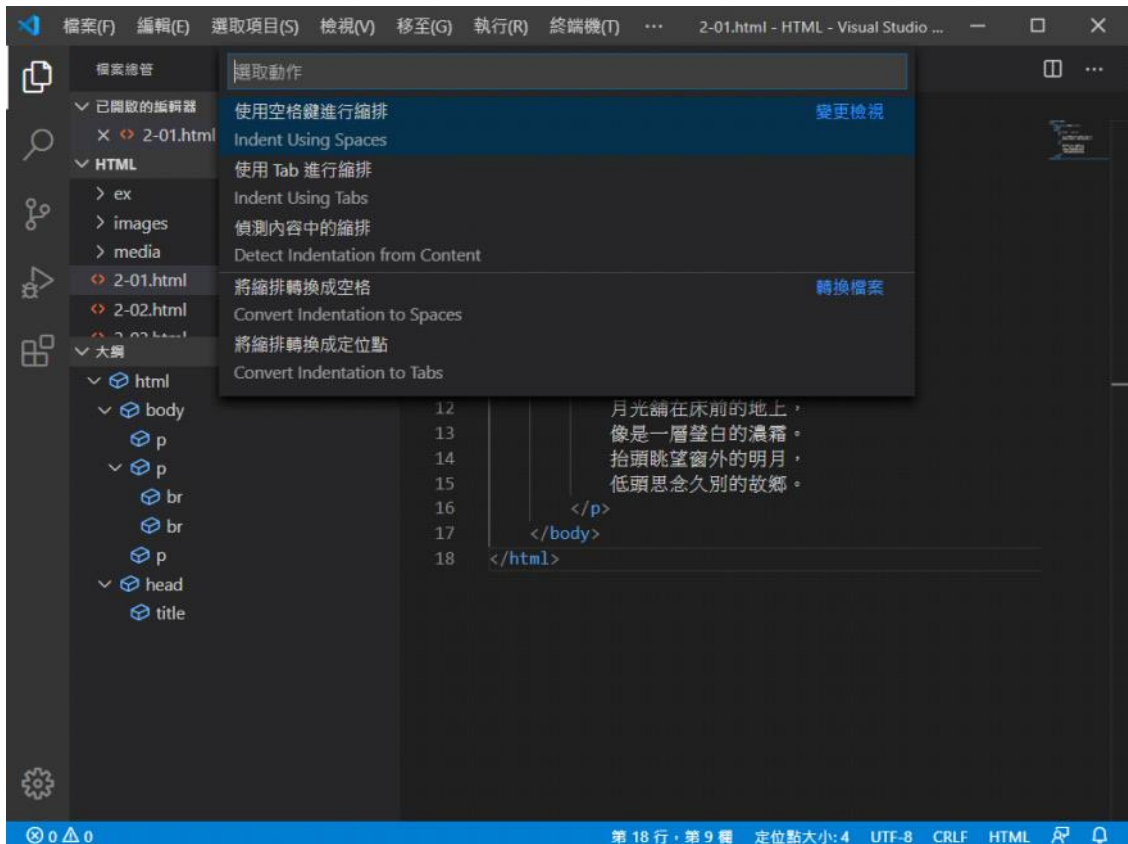 檔案(F) 編輯(E) 選取項目(S) 檢視(V) 移至(G) 執行(R) 終端機(T) ··· 2-01.html - HTML - Visual Studio ...
檔案總管
選取動作
已開啟的編輯器
2-01.html
HTML
ex
images
media
2-01.html
2-02.html
大綱
html
body
p
p
br
br
p
head
title
使用空格鍵進行縮排 變更檢視
Indent Using Spaces
使用 Tab 進行縮排
Indent Using Tabs
偵測內容中的縮排
Detect Indentation from Content
將縮排轉換成空格 轉換檔案
Convert Indentation to Spaces
將縮排轉換成定位點
Convert Indentation to Tabs
12 月光舖在床前的地上，
13 像是一層瑩白的濃霜。
14 抬頭眺望窗外的明月，
15 低頭思念久別的故鄉。
16 </p>
17 </body>
18 </html>
0 0 第 18 行，第 9 欄 定位點大小: 4 UTF-8 CRLF HTML